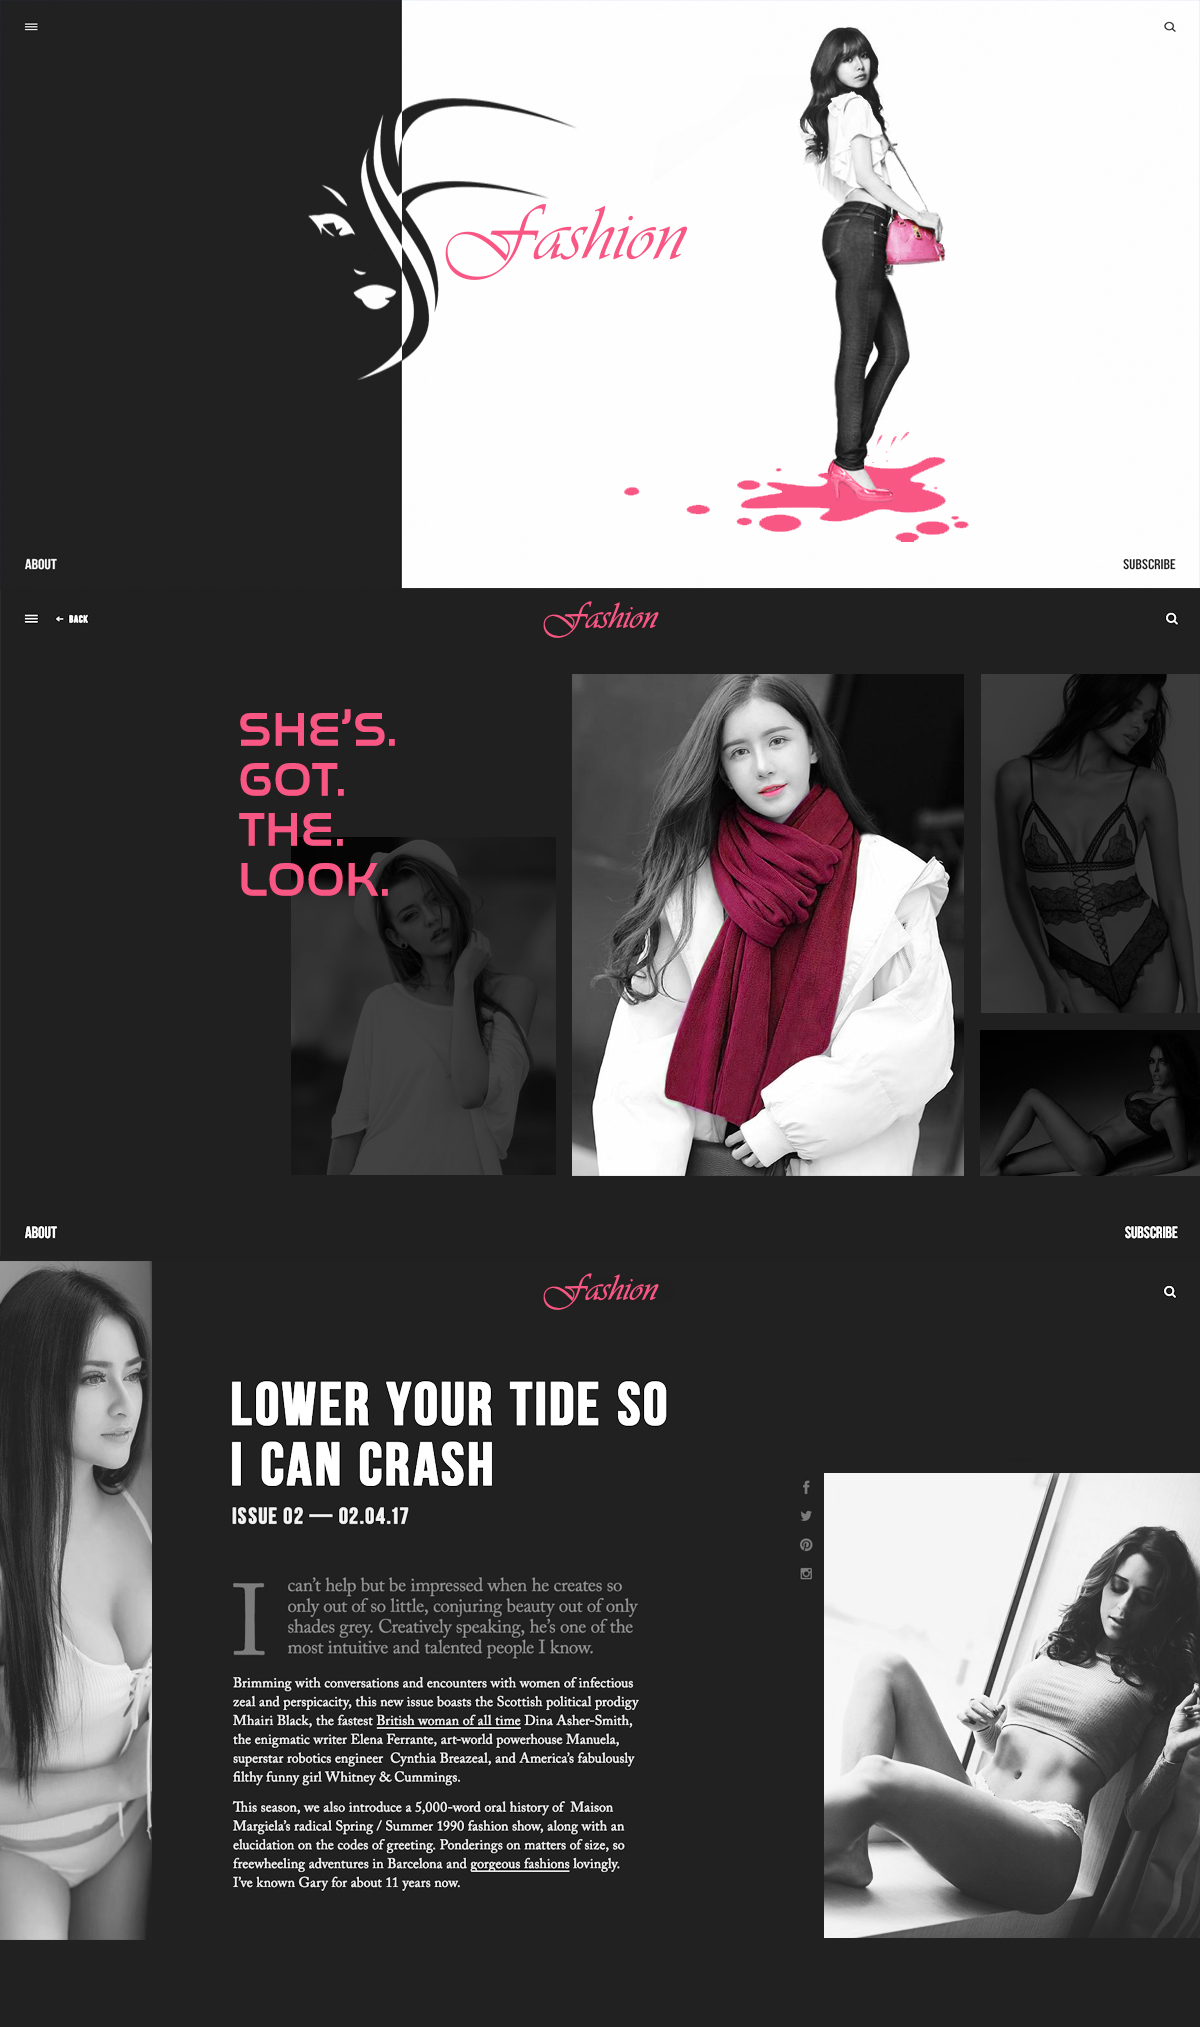 Fashion
ABOUT
SUBSCRIBE
BACK
Fashion
SHE'S.
GOT.
THE.
LOOK.
ABOUT
SUBSCRIBE
Fashion
LOWER YOUR TIDE SO
I CAN CRASH
ISSUE 02 — 02.04.17
I can't help but be impressed when he creates so
only out of so little, conjuring beauty out of only
shades grey. Creatively speaking, he's one of the
most intuitive and talented people I know.
Brimming with conversations and encounters with women of infectious
zeal and perspicacity, this new issue boasts the Scottish political prodigy
Mhairi Black, the fastest British woman of all time Dina Asher-Smith,
the enigmatic writer Elena Ferrante, art-world powerhouse Manuela,
superstar robotics engineer Cynthia Breazeal, and America's fabulously
filthy funny girl Whitney & Cummings.
This season, we also introduce a 5,000-word oral history of Maison
Margiela's radical Spring / Summer 1990 fashion show, along with an
elucidation on the codes of greeting. Ponderings on matters of size, so
freewheeling adventures in Barcelona and gorgeous fashions lovingly.
I've known Gary for about 11 years now.